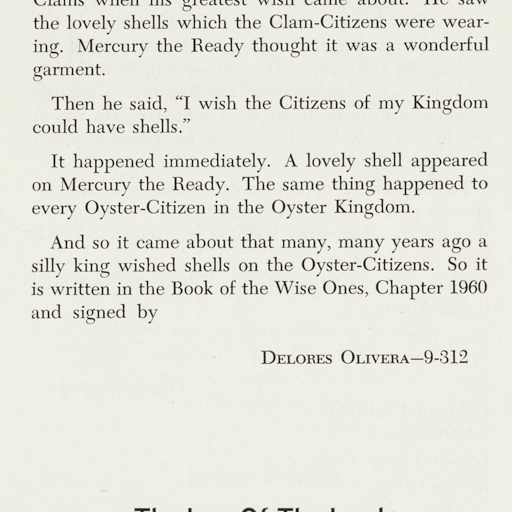 Clams when his greatest wish came about. He saw
the lovely shells which the Clam-Citizens were wear-
ing. Mercury the Ready thought it was a wonderful
garment.
Then he said, “I wish the Citizens of my Kingdom
could have shells.”
It happened immediately. A lovely shell appeared
on Mercury the Ready. The same thing happened to
every Oyster-Citizen in the Oyster Kingdom.
And so it came about that many, many years ago a
silly king wished shells on the Oyster-Citizens. So it
is written in the Book of the Wise Ones, Chapter 1960
and signed by
Delores Olivera—9-312